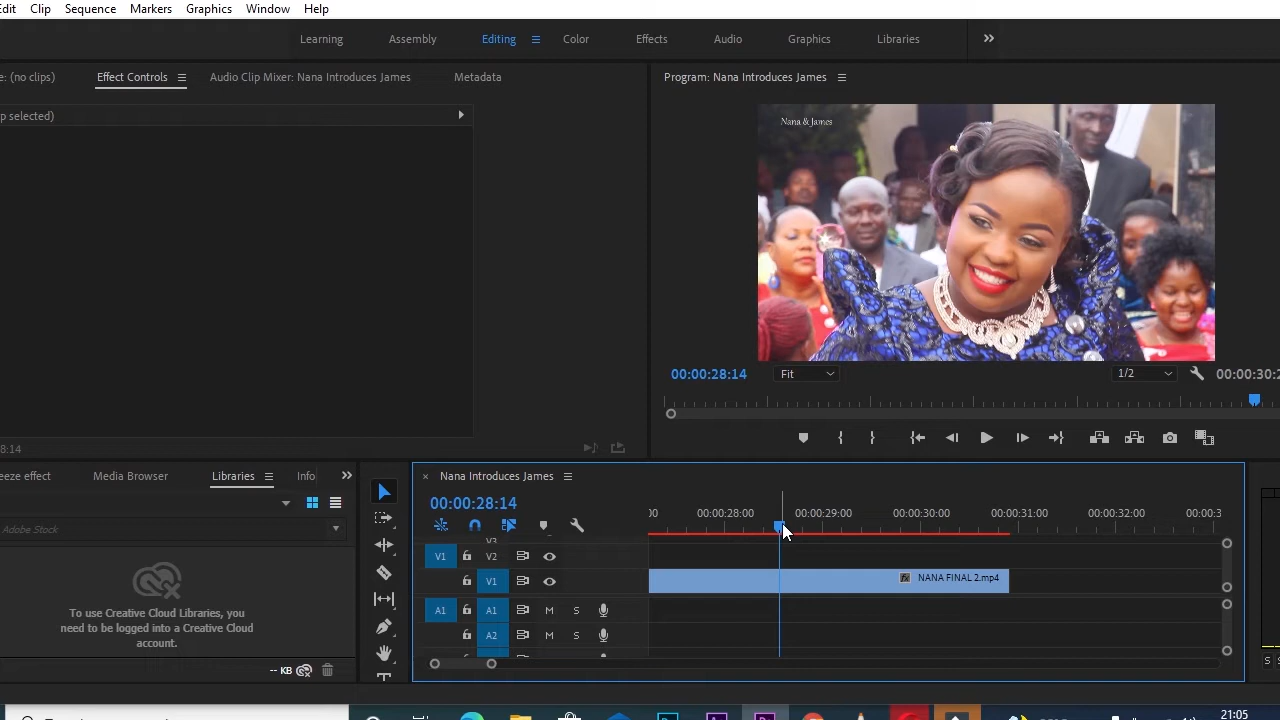 Edit Clip Sequence Markers Graphics Window Help
Learning Assembly Editing Color Effects Audio Graphics Libraries
e: (no clips) Effect Controls Audio Clip Mixer: Nana Introduces James Metadata Program: Nana Introduces James
p selected)
Nana & James
00:00:28:14 Fit 1/2 00:00:30:2
8:14
eeze effect Media Browser Libraries Info Nana Introduces James
00:00:28:14
:00 00:00:28:00 00:00:29:00 00:00:30:00 00:00:31:00 00:00:32:00 00:00:3
Adobe Stock
V3
V1 V2
V1 NANA FINAL 2.mp4
To use Creative Cloud Libraries, you
need to be logged into a Creative Cloud
account.
A1 A1 M S
A2 M S
-- KB
S S
21:05